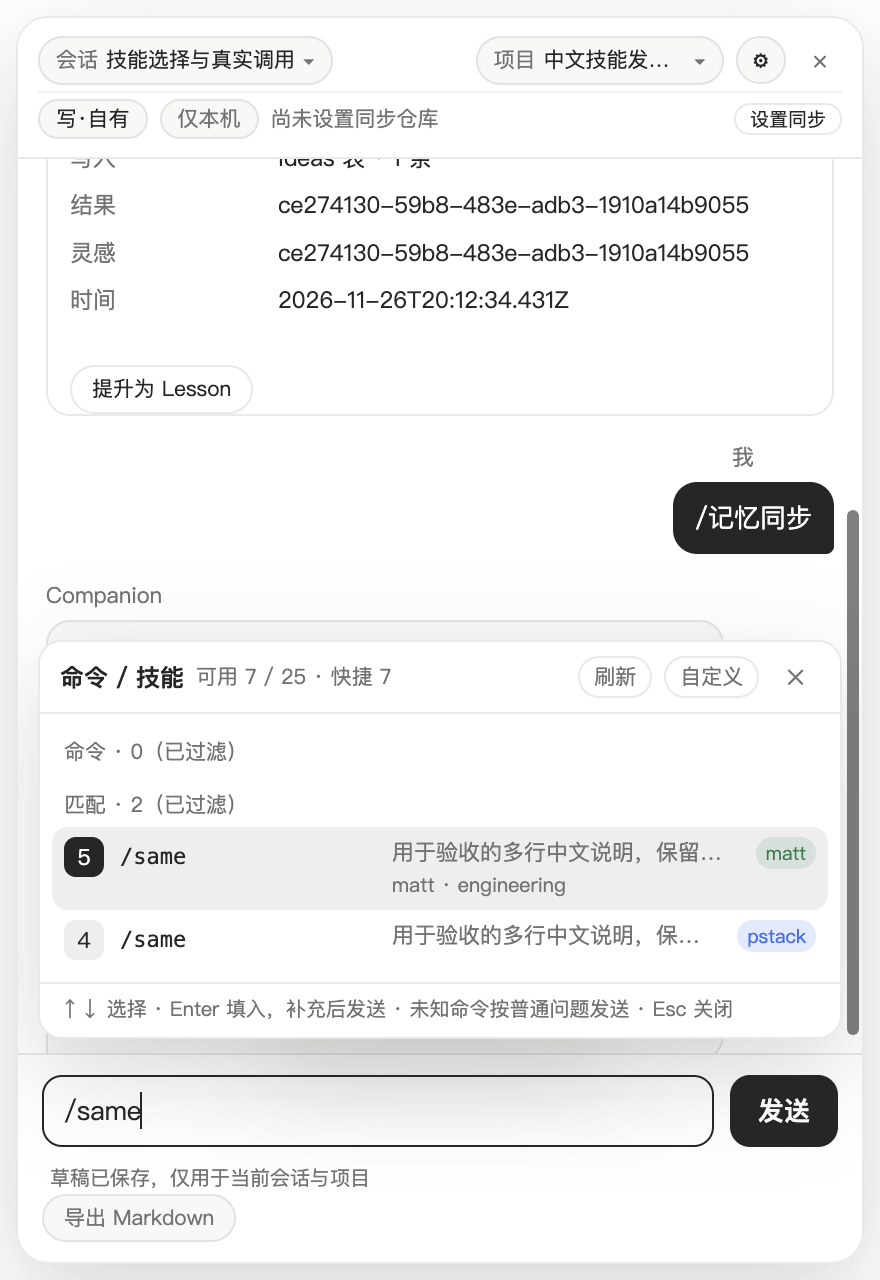 会话 技能选择与真实调用
项目 中文技能发…
⚙ ×
写·自有 仅本机 尚未设置同步仓库 设置同步
结果 ce274130-59b8-483e-adb3-1910a14b9055
灵感 ce274130-59b8-483e-adb3-1910a14b9055
时间 2026-11-26T20:12:34.431Z
提升为 Lesson
我
/记忆同步
Companion
命令 / 技能 可用 7 / 25 · 快捷 7 刷新 自定义 ×
命令 · 0（已过滤）
匹配 · 2（已过滤）
5 /same 用于验收的多行中文说明，保留… matt
matt · engineering
4 /same 用于验收的多行中文说明，保… pstack
↑↓ 选择 · Enter 填入，补充后发送 · 未知命令按普通问题发送 · Esc 关闭
/same 发送
草稿已保存，仅用于当前会话与项目
导出 Markdown